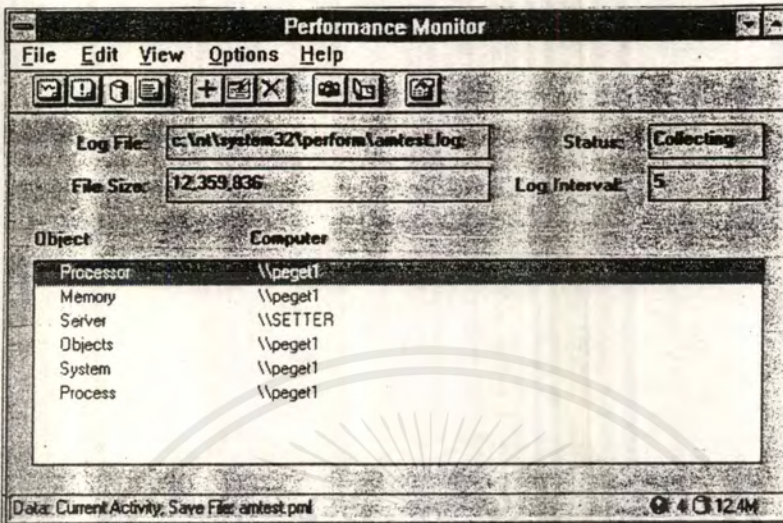 Performance Monitor
File Edit View Options Help
Log File: c:\nt\system32\perform\amtest.log; Status: Collecting
File Size: 12,359,836 Log Interval: 5
Object Computer
Processor \\peget1
Memory \\peget1
Server \\SETTER
Objects \\peget1
System \\peget1
Process \\peget1
Data: Current Activity, Save File: amtest.pml 4 12.4M